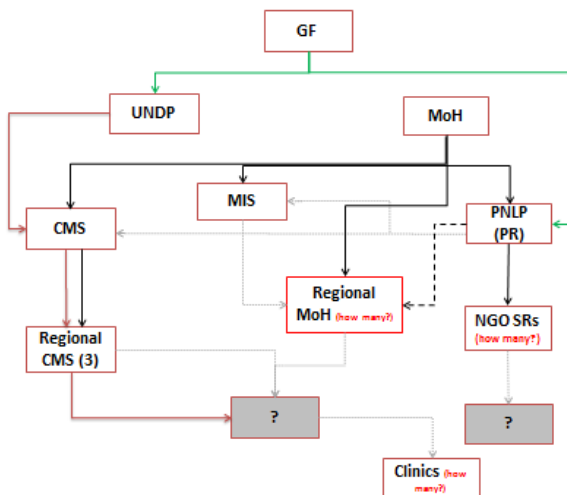 GF
UNDP
MoH
MIS
CMS
PNLP
(PR)
Regional
MoH (how many?)
NGO SRs
(how many?)
Regional
CMS (3)
?
?
Clinics (how
many?)